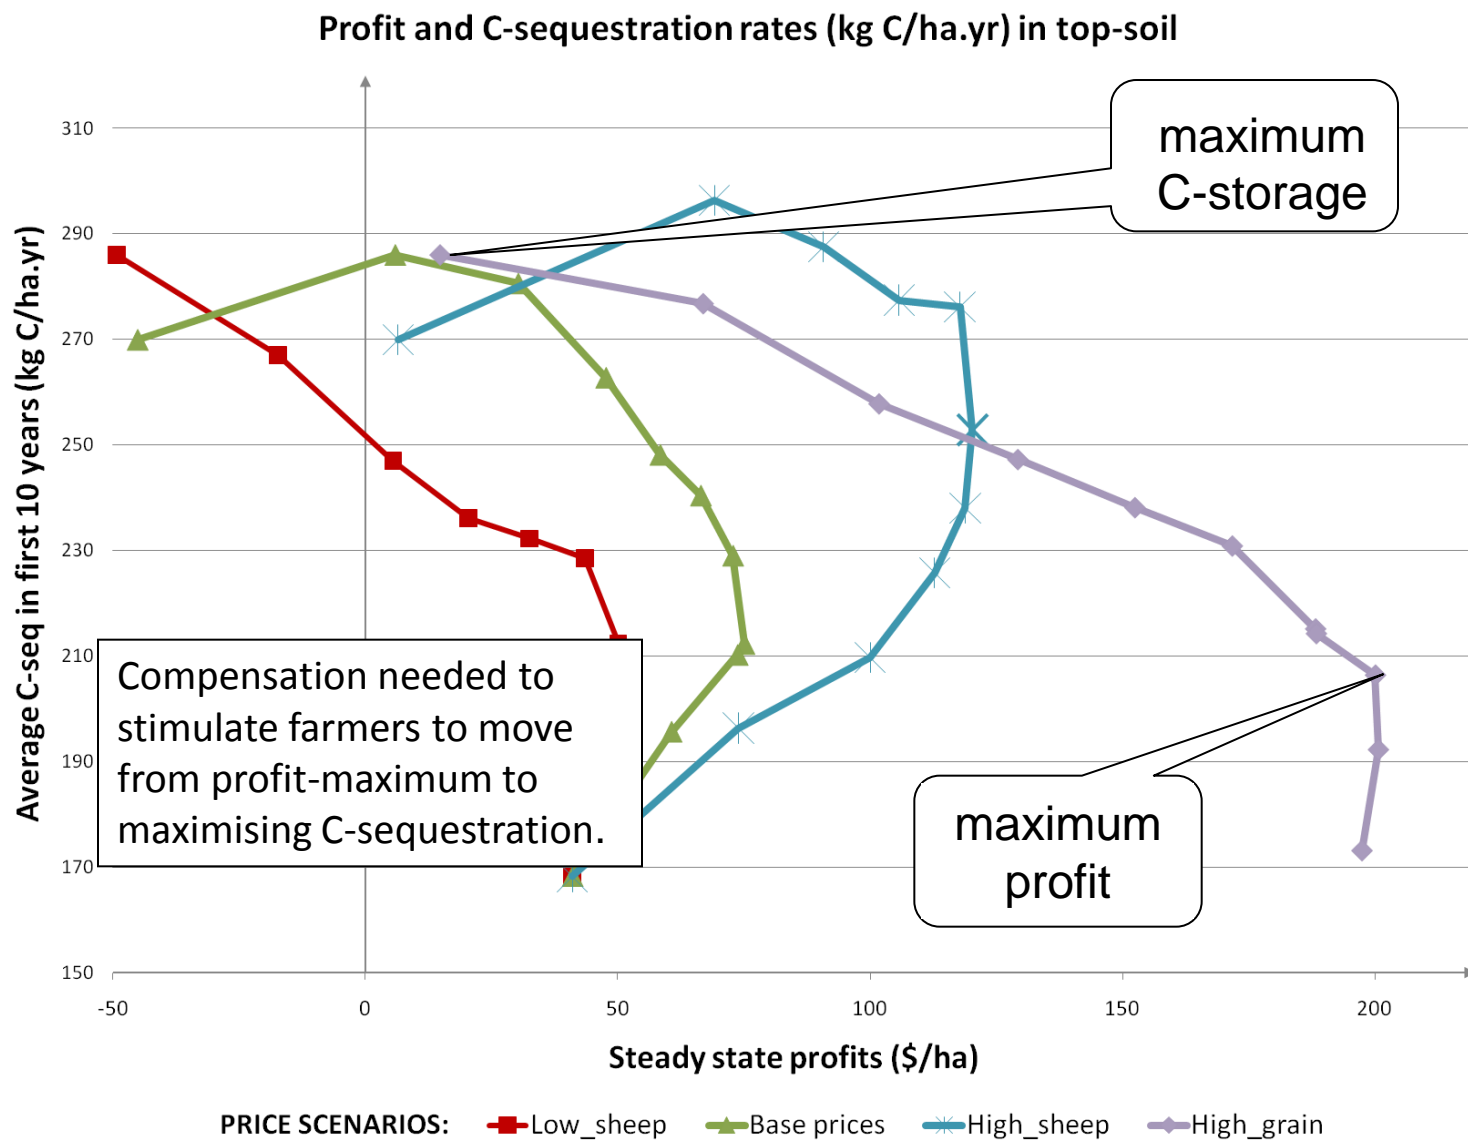 Profit and C-sequestration rates (kg C/ha.yr) in top-soil
maximum
C-storage
Average C-seq in first 10 years (kg C/ha.yr)
310
290
270
250
230
210
190
170
150
Compensation needed to
stimulate farmers to move
from profit-maximum to
maximising C-sequestration.
maximum
profit
-50
0
50
100
150
200
Steady state profits ($/ha)
PRICE SCENARIOS: Low_sheep Base prices High_sheep High_grain